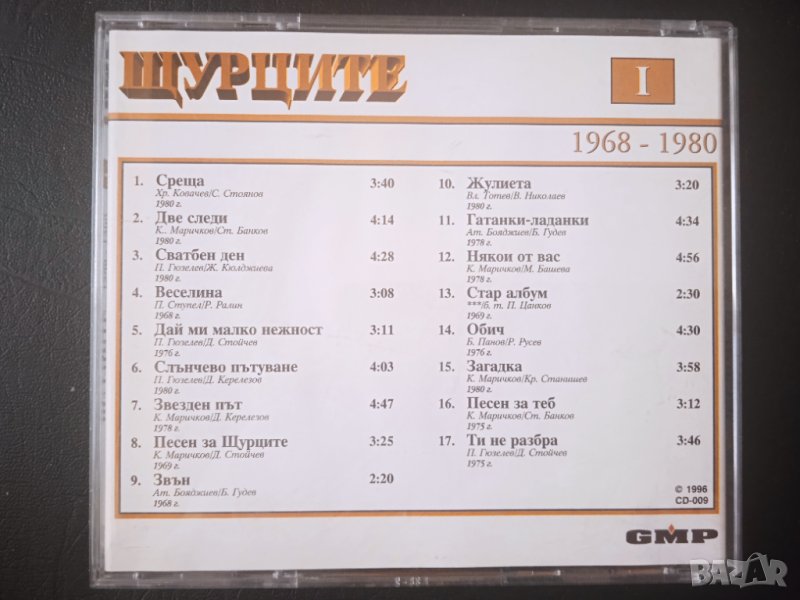 ЩУРЦИТЕ
I
1968 - 1980
1. Среща 3:40
Хр. Ковачев/С. Стоянов
1980 г.
2. Две следи 4:14
К. Маричков/Ст. Банков
1980 г.
3. Сватбен ден 4:28
П. Гюзелев/Ж. Кюлджиева
1980 г.
4. Веселина 3:08
П. Ступел/Р. Ралин
1968 г.
5. Дай ми малко нежност 3:11
П. Гюзелев/Д. Стойчев
1976 г.
6. Слънчево пътуване 4:03
П. Гюзелев/Д. Керелезов
1980 г.
7. Звезден път 4:47
К. Маричков/Д. Керелезов
1978 г.
8. Песен за Щурците 3:25
К. Маричков/Д. Стойчев
1969 г.
9. Звън 2:20
Ат. Бояджиев/Б. Гудев
1968 г.
10. Жулиета 3:20
Вл. Тотев/В. Николаев
1980 г.
11. Гатанки-ладанки 4:34
Ат. Бояджиев/Б. Гудев
1978 г.
12. Някои от вас 4:56
К. Маричков/М. Башева
1978 г.
13. Стар албум 2:30
***/б. т. П. Цанков
1969 г.
14. Обич 4:30
Б. Панов/Р. Русев
1976 г.
15. Загадка 3:58
К. Маричков/Кр. Станишев
1980 г.
16. Песен за теб 3:12
К. Маричков/Ст. Банков
1975 г.
17. Ти не разбра 3:46
П. Гюзелев/Д. Стойчев
1975 г.
© 1996
CD-009
GMP
BAZAR